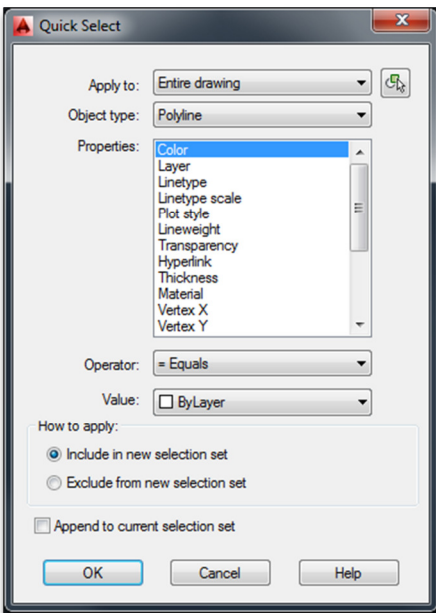 Quick Select
Apply to: Entire drawing
Object type: Polyline
Properties: Color
Layer
Linetype
Linetype scale
Plot style
Lineweight
Transparency
Hyperlink
Thickness
Material
Vertex X
Vertex Y
Operator: = Equals
Value: ByLayer
How to apply:
Include in new selection set
Exclude from new selection set
Append to current selection set
OK Cancel Help